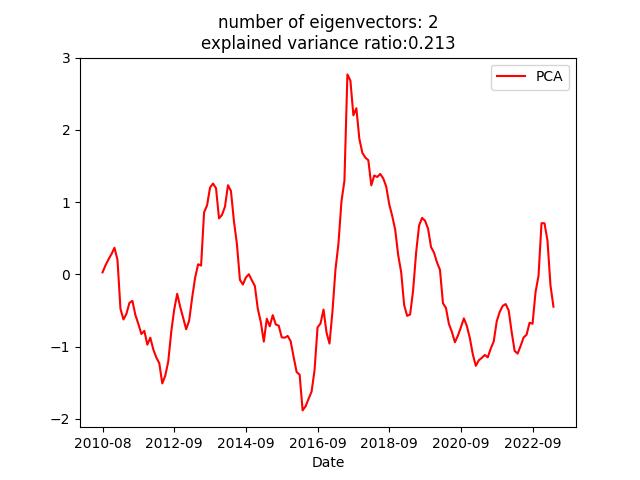 number of eigenvectors: 2
explained variance ratio:0.213
PCA
3
2
1
0
−1
−2
2010-08 2012-09 2014-09 2016-09 2018-09 2020-09 2022-09
Date